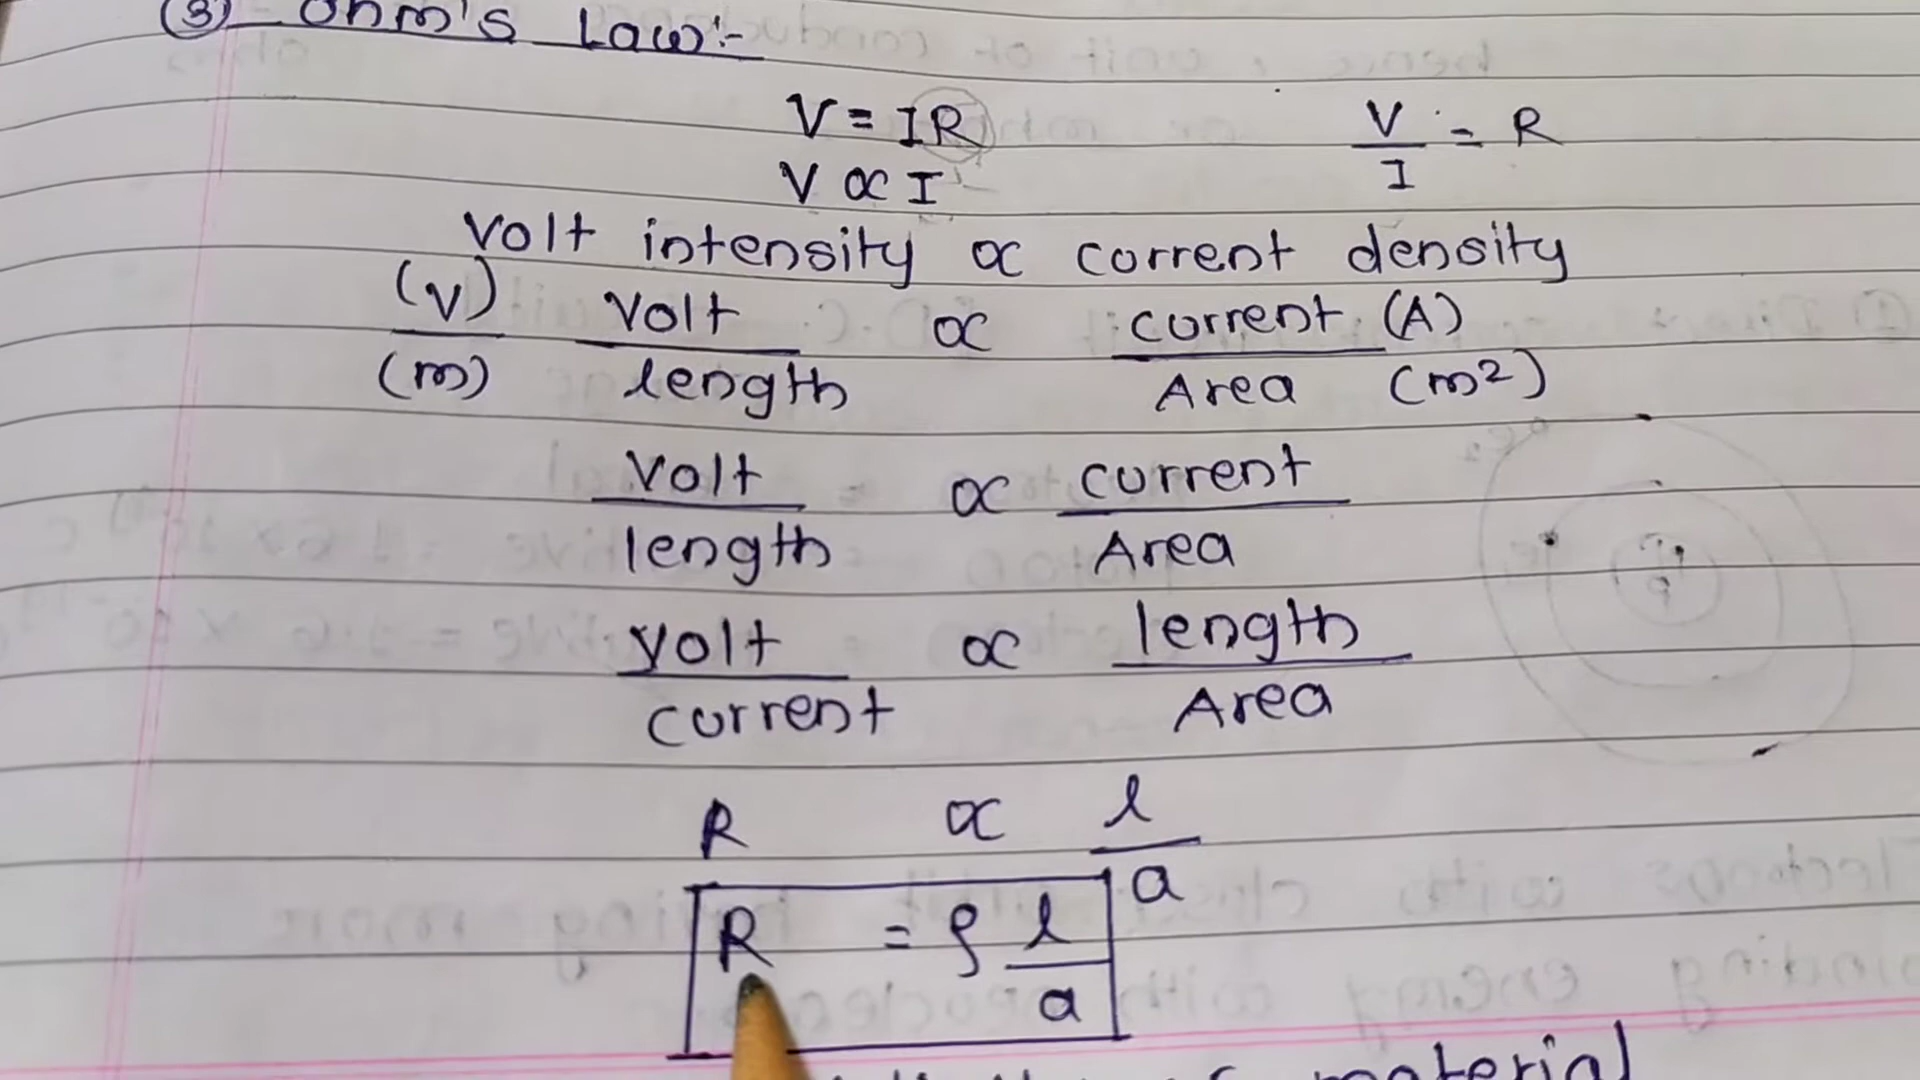 (3) Ohm's Law:-
V = IR
V/I = R
V ∝ I
Volt intensity ∝ current density
(V)/(m) Volt/length ∝ current/Area (A)/(m²)
Volt/length ∝ current/Area
volt/current ∝ length/Area
R ∝ l/a
R = ρ l/a
material